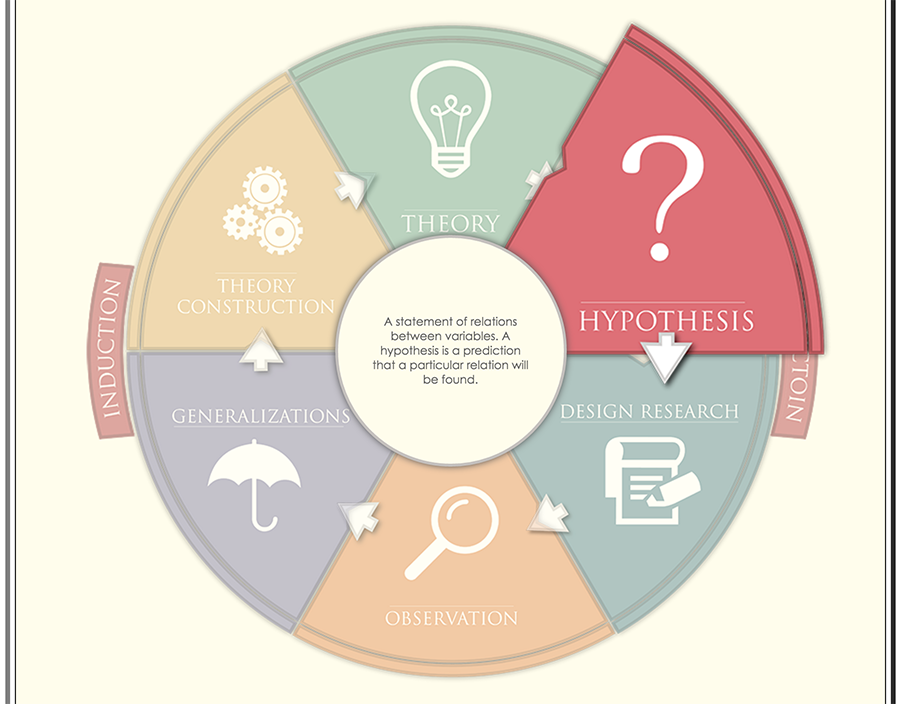 THEORY
HYPOTHESIS
THEORY
CONSTRUCTION
INDUCTION
A statement of relations
between variables. A
hypothesis is a prediction
that a particular relation will
be found.
CTOIN
GENERALIZATIONS
DESIGN RESEARCH
OBSERVATION